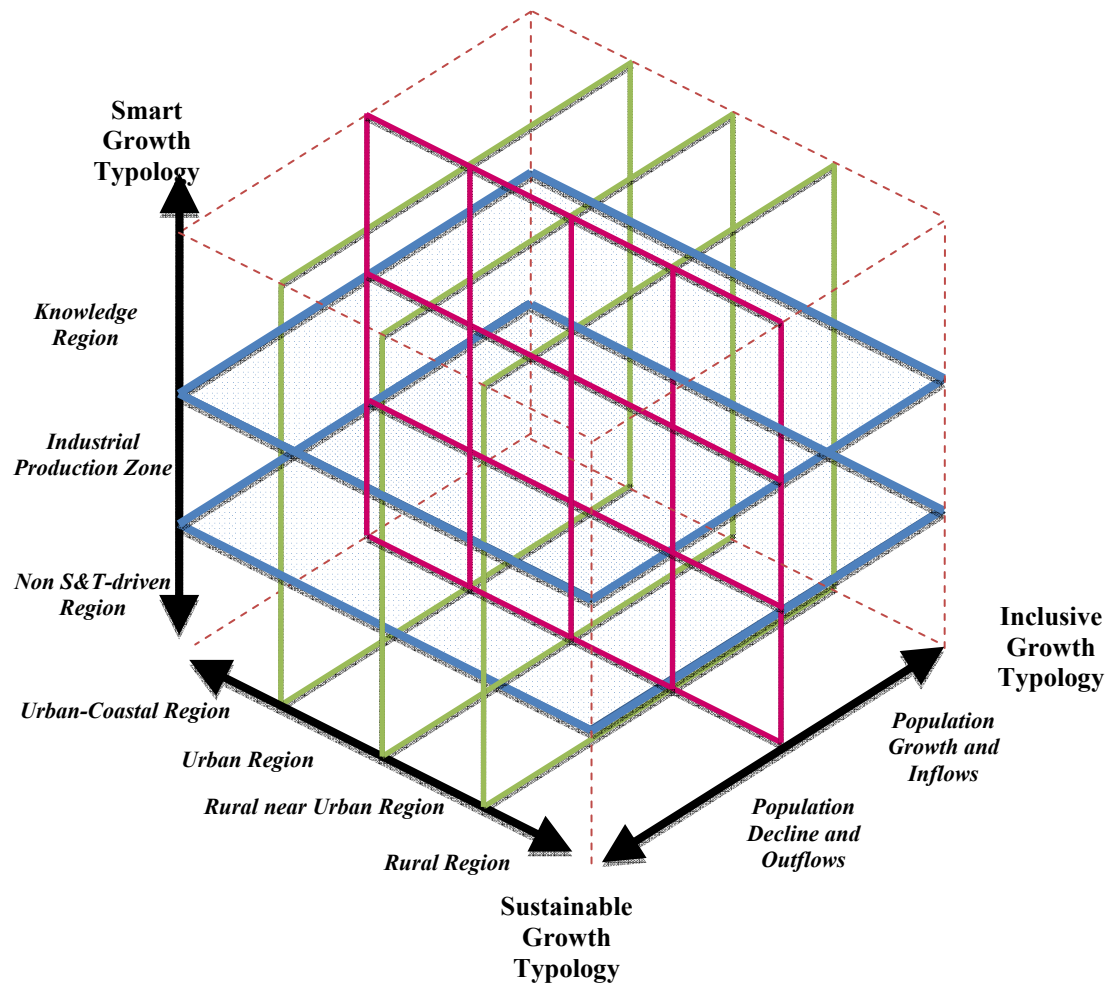 Smart
Growth
Typology
Knowledge
Region
Industrial
Production Zone
Non S&T-driven
Region
Urban-Coastal Region
Urban Region
Rural near Urban Region
Rural Region
Sustainable
Growth
Typology
Population
Decline and
Outflows
Population
Growth and
Inflows
Inclusive
Growth
Typology